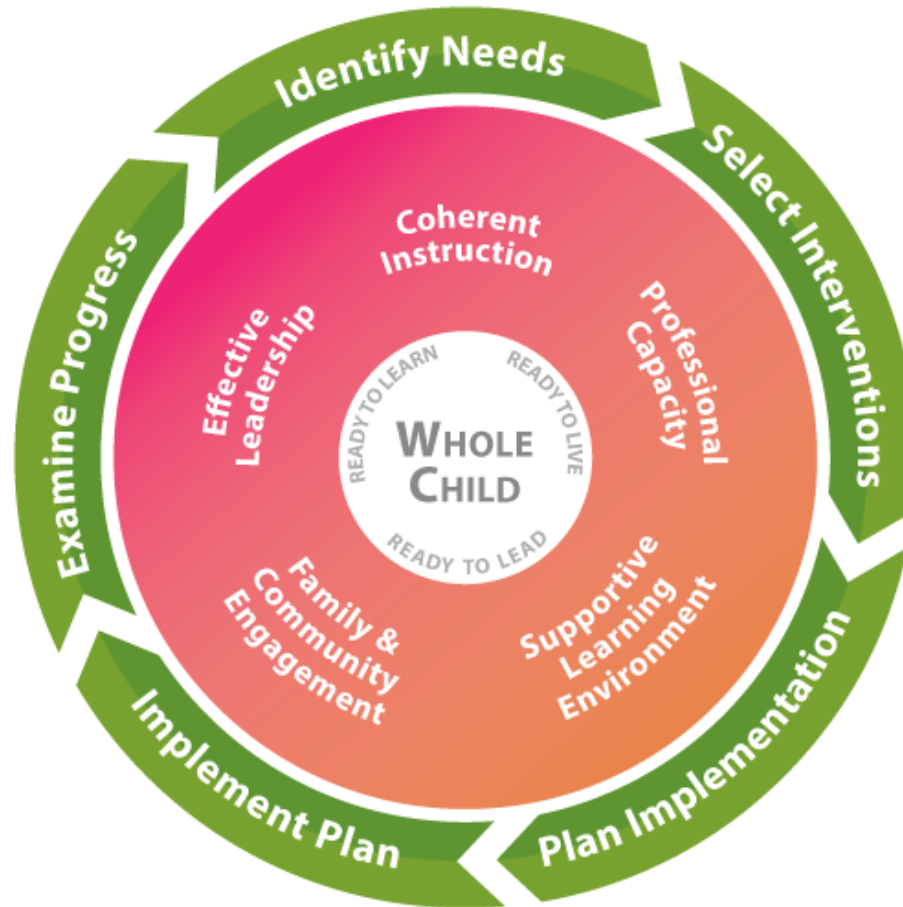 Identify Needs
Select Interventions
Plan Implementation
Implement Plan
Examine Progress
Coherent
Instruction
Professional
Capacity
Supportive
Learning
Environment
Family &
Community
Engagement
Effective
Leadership
READY TO LEARN
READY TO LIVE
READY TO LEAD
WHOLE
CHILD